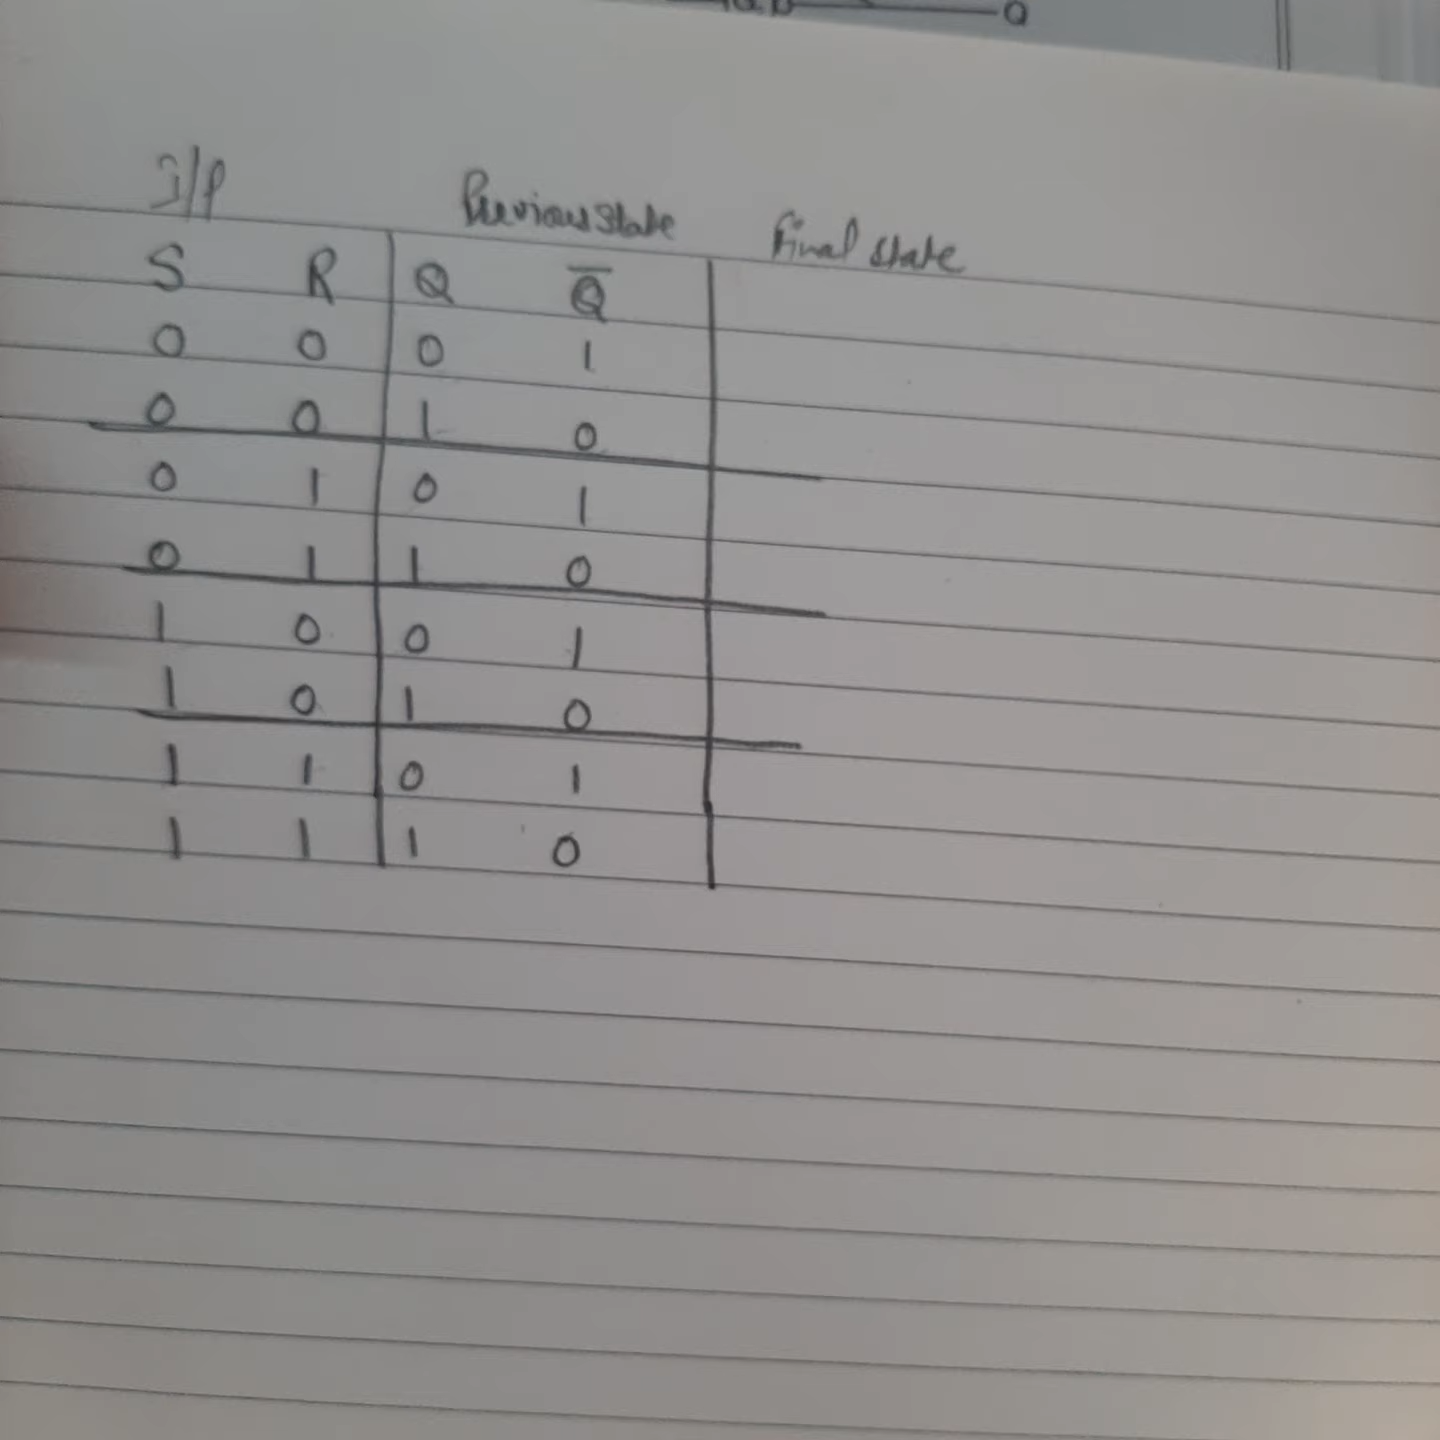 Q
I/P
Previous state Final state
S R Q Q̅
0 0 0 1
0 0 1 0
0 1 0 1
0 1 1 0
1 0 0 1
1 0 1 0
1 1 0 1
1 1 1 0